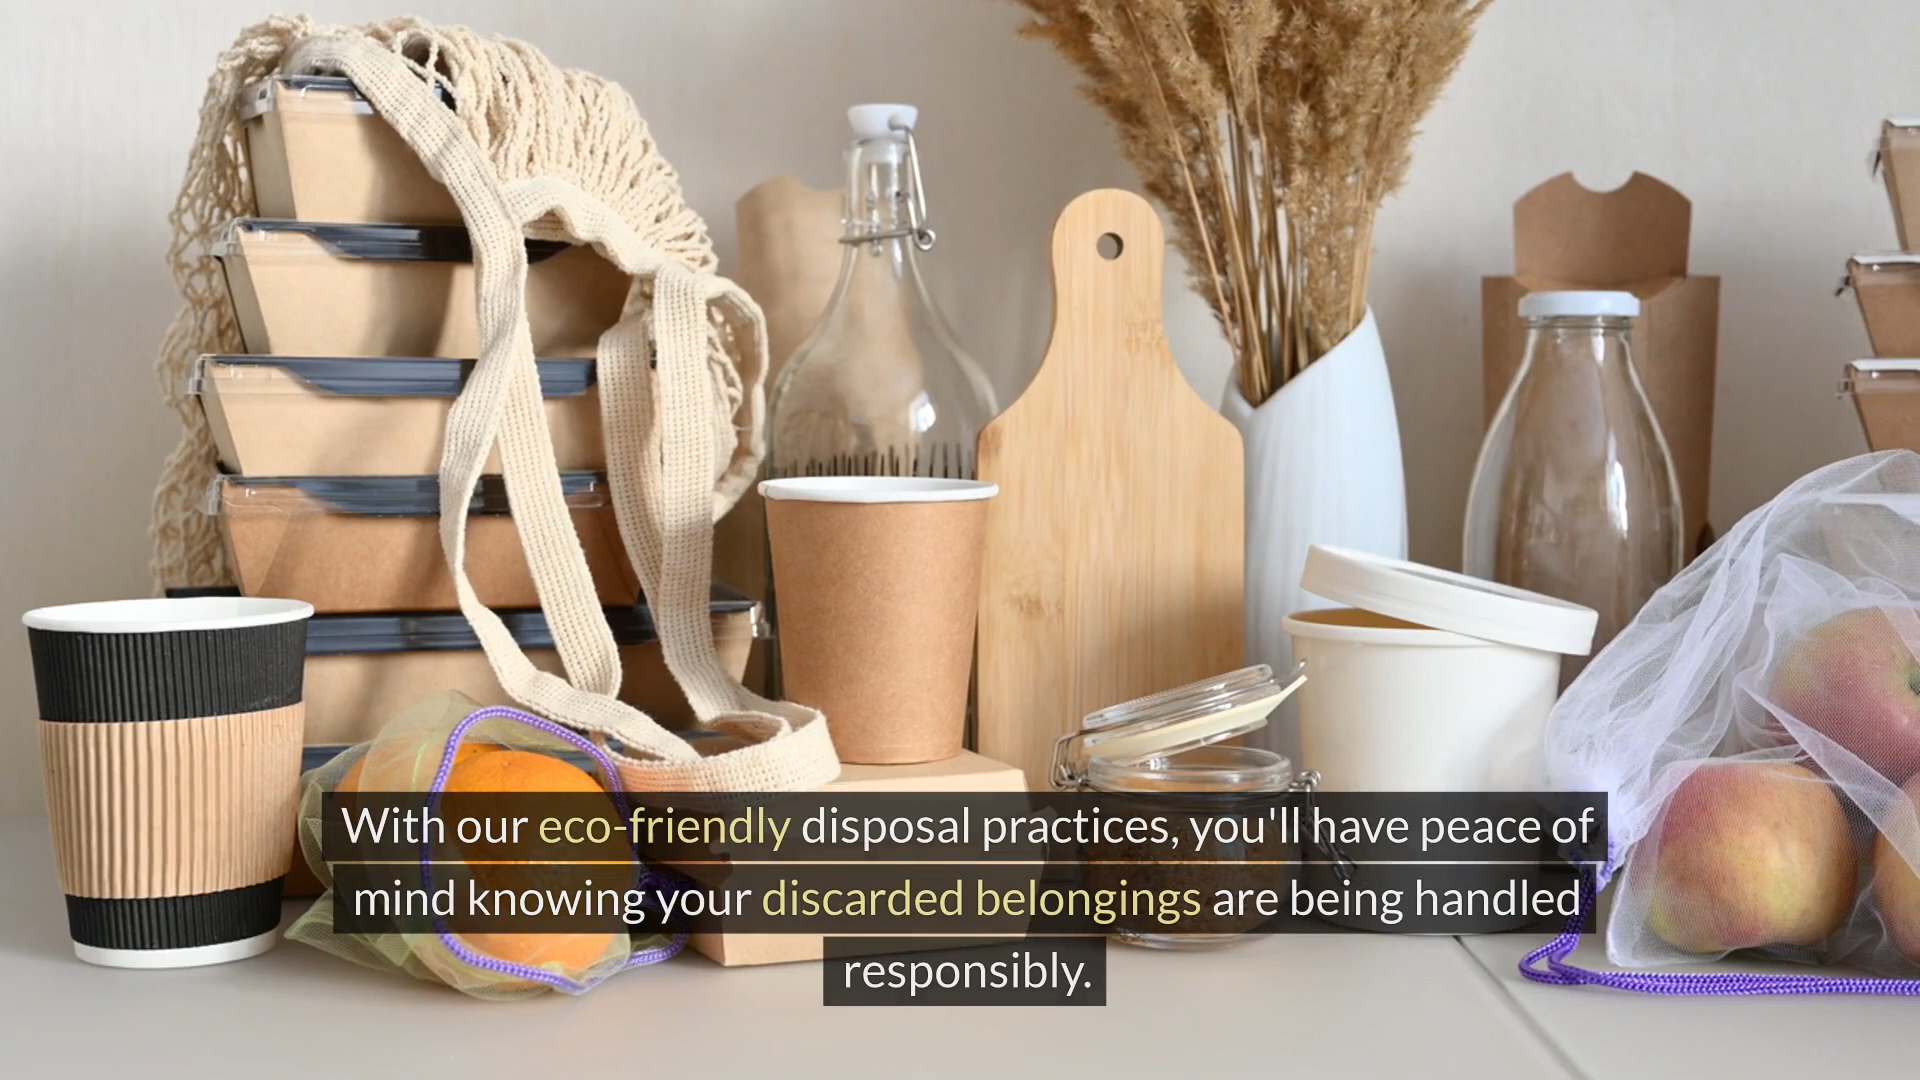 With our eco-friendly disposal practices, you'll have peace of
mind knowing your discarded belongings are being handled
responsibly.